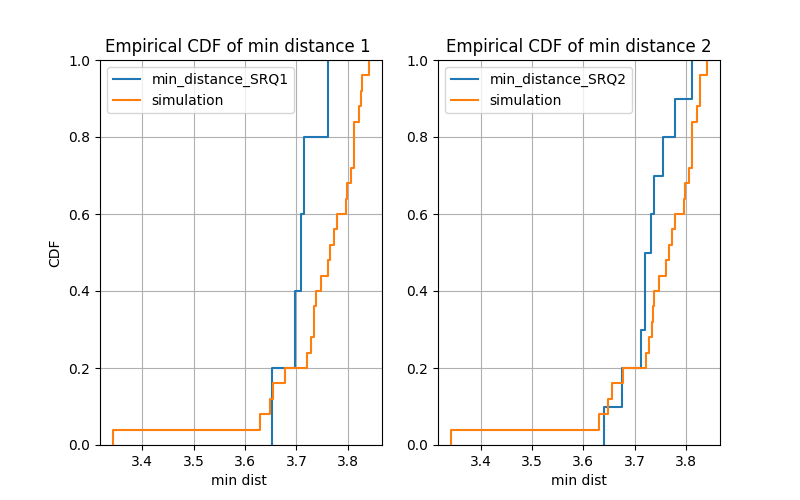 Empirical CDF of min distance 1
min_distance_SRQ1
simulation
CDF
1.0
0.8
0.6
0.4
0.2
0.0
3.4
3.5
3.6
3.7
3.8
min dist
Empirical CDF of min distance 2
min_distance_SRQ2
simulation
1.0
0.8
0.6
0.4
0.2
0.0
3.4
3.5
3.6
3.7
3.8
min dist